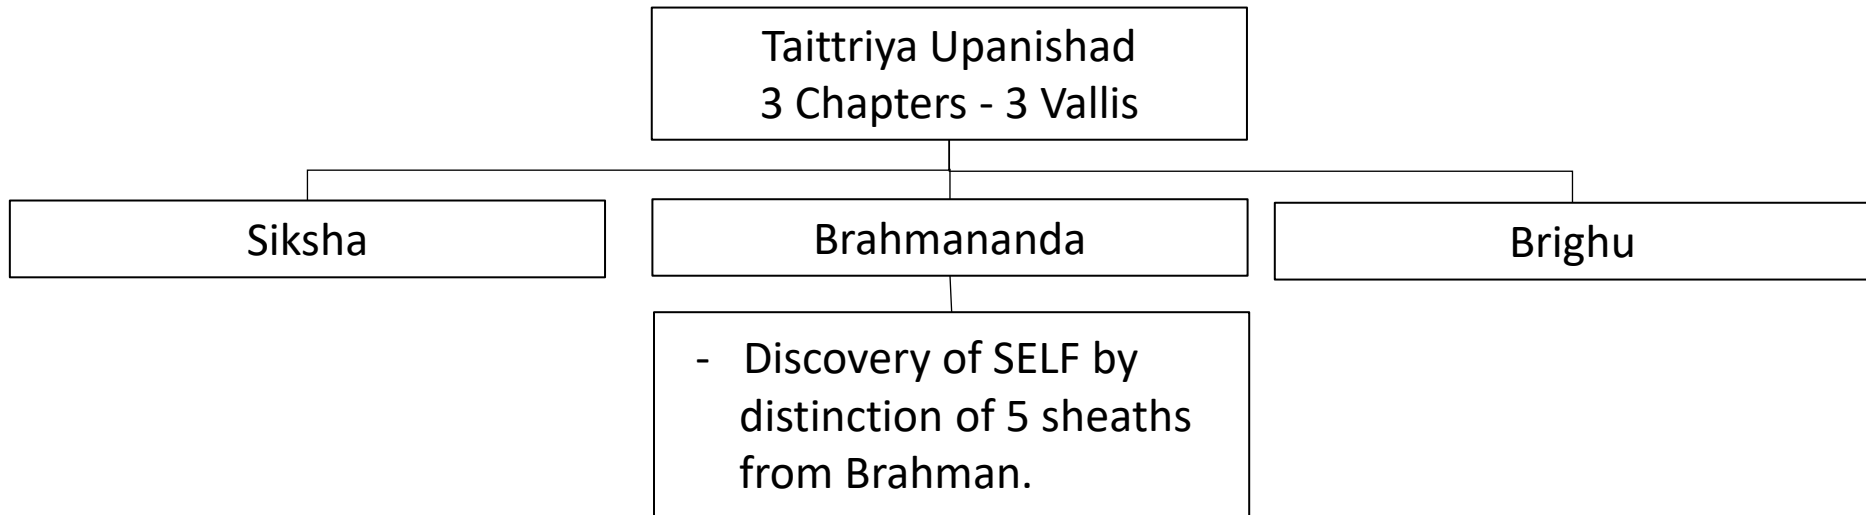 Taittriya Upanishad
3 Chapters - 3 Vallis
Siksha
Brahmananda
Brighu
- Discovery of SELF by
distinction of 5 sheaths
from Brahman.